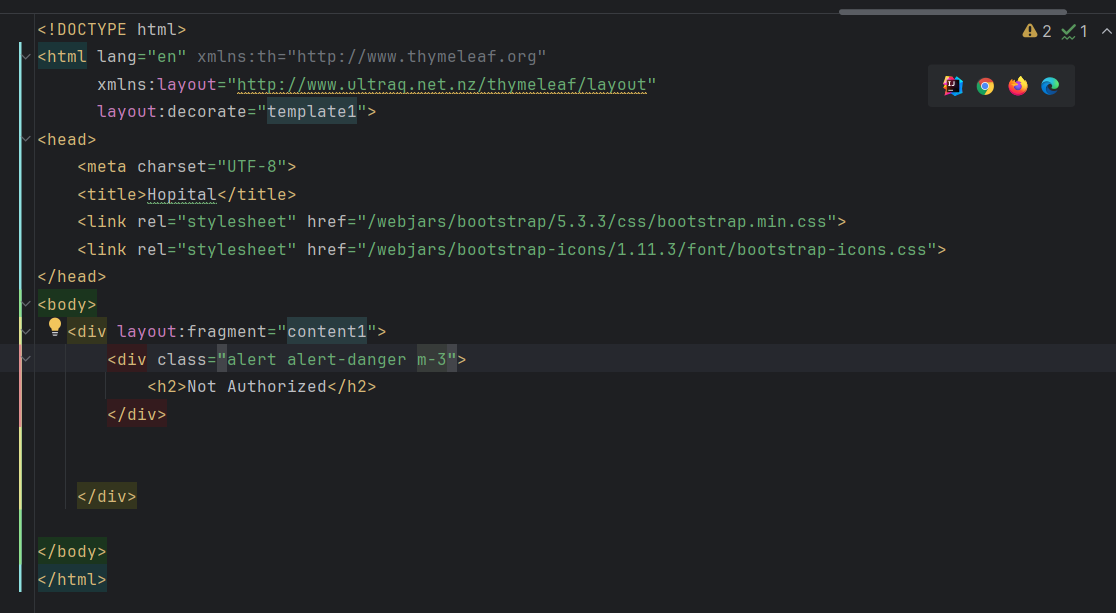 <!DOCTYPE html>
2 1
<html lang="en" xmlns:th="http://www.thymeleaf.org"
xmlns:layout="http://www.ultraq.net.nz/thymeleaf/layout"
layout:decorate="template1">
<head>
<meta charset="UTF-8">
<title>Hopital</title>
<link rel="stylesheet" href="/webjars/bootstrap/5.3.3/css/bootstrap.min.css">
<link rel="stylesheet" href="/webjars/bootstrap-icons/1.11.3/font/bootstrap-icons.css">
</head>
<body>
<div layout:fragment="content1">
<div class="alert alert-danger m-3">
<h2>Not Authorized</h2>
</div>
</div>
</body>
</html>